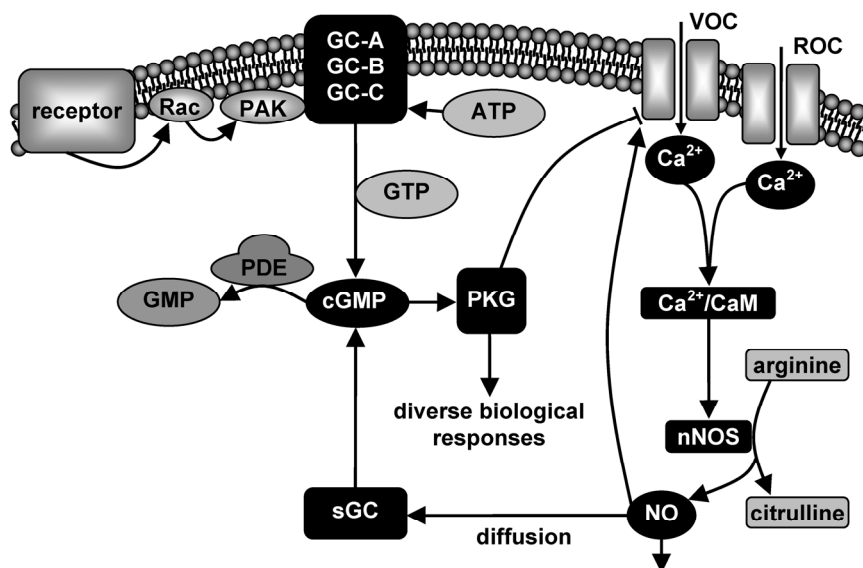 VOC
ROC
GC-A
GC-B
GC-C
receptor
Rac
PAK
ATP
Ca2+
Ca2+
GTP
PDE
GMP
cGMP
PKG
Ca2+/CaM
arginine
diverse biological
responses
nNOS
sGC
NO
citrulline
diffusion